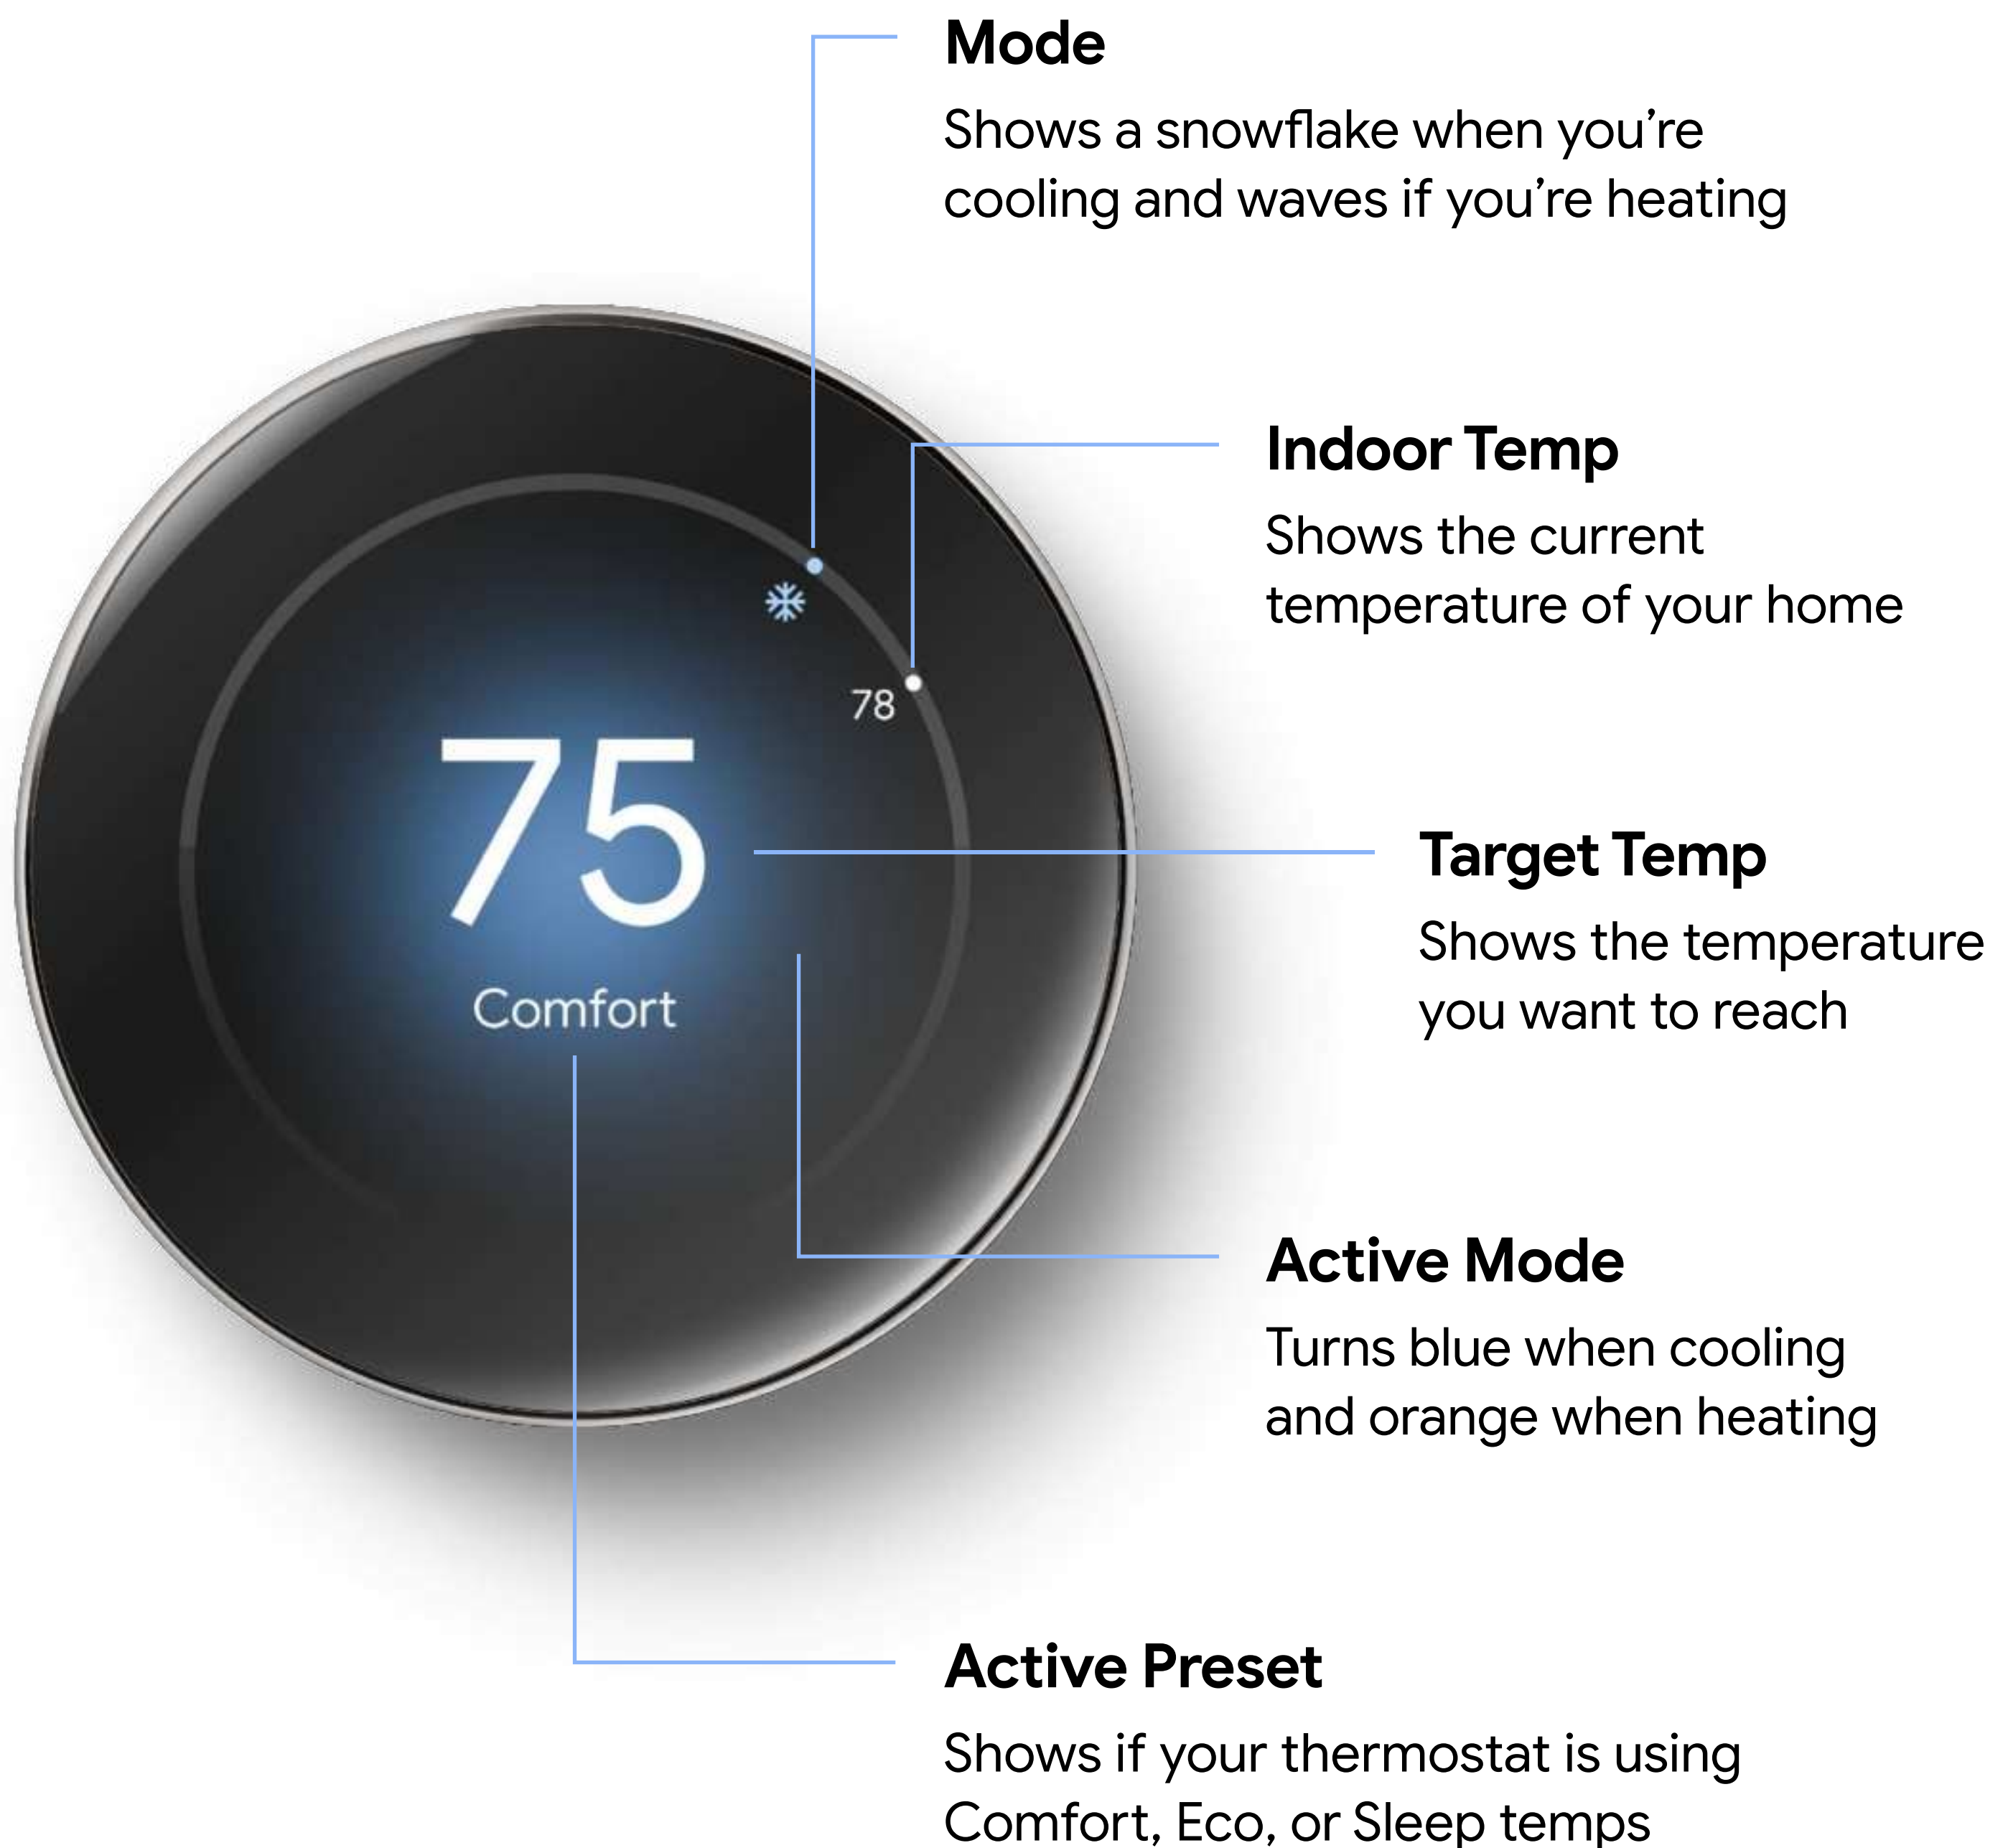 Mode
Shows a snowflake when you’re
cooling and waves if you’re heating
Indoor Temp
Shows the current
temperature of your home
78
75
Target Temp
Shows the temperature
you want to reach
Comfort
Active Mode
Turns blue when cooling
and orange when heating
Active Preset
Shows if your thermostat is using
Comfort, Eco, or Sleep temps